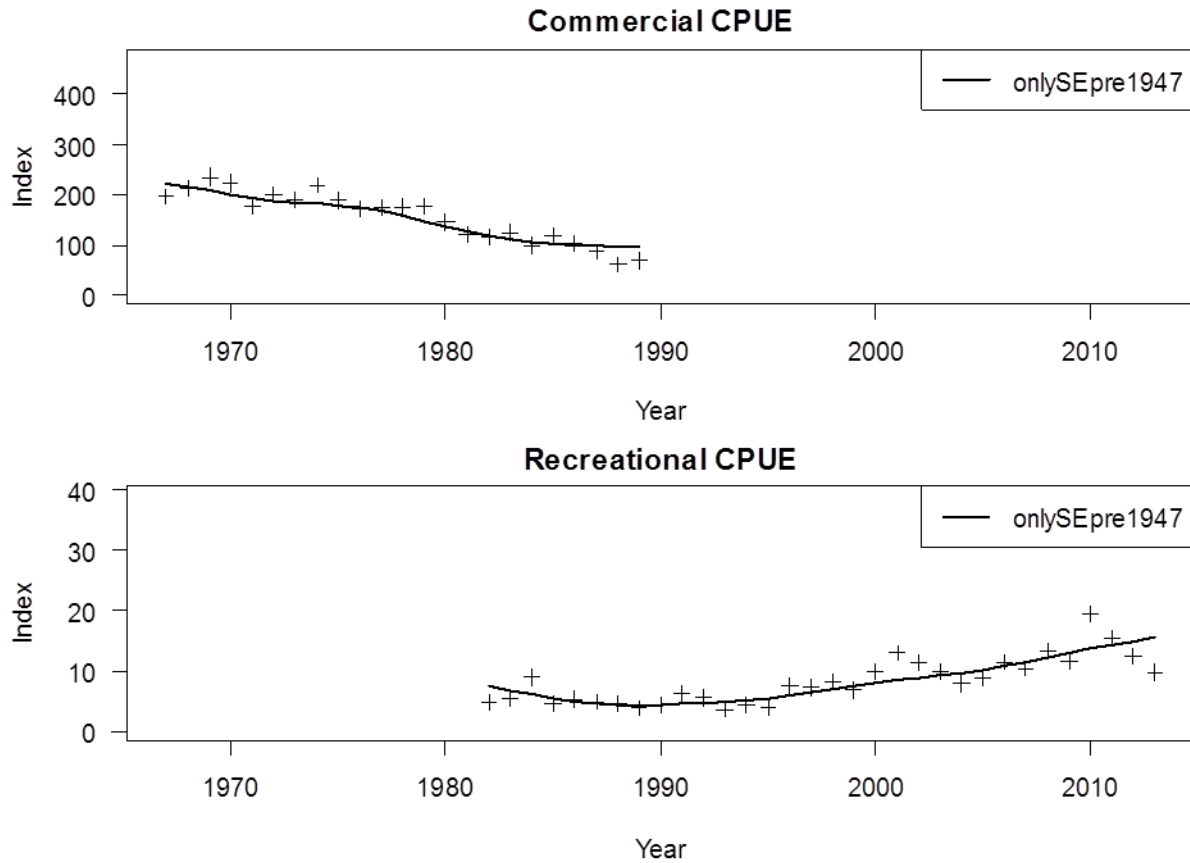 Commercial CPUE
onlySEpre1947
Index
400
300
200
100
0
1970 1980 1990 2000 2010
Year
Recreational CPUE
onlySEpre1947
Index
40
30
20
10
0
1970 1980 1990 2000 2010
Year